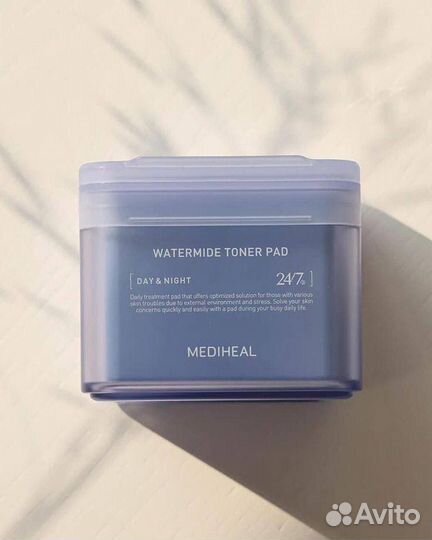 WATERMIDE TONER PAD
[ DAY & NIGHT ]
24/7®
Daily treatment pad that offers optimized solution for those with various
skin troubles due to external environment and stress. Solve your skin
concerns quickly and easily with a pad during your busy daily life.
MEDIHEAL
Avito